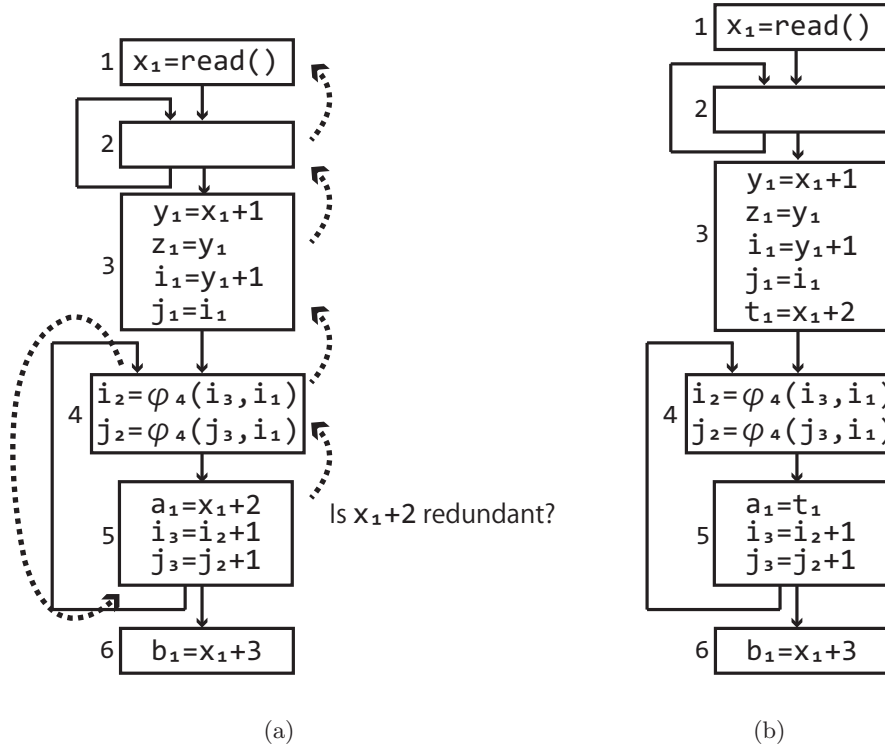 1 x₁=read()
2
3
y₁=x₁+1
z₁=y₁
i₁=y₁+1
j₁=i₁
4
i₂=φ₄(i₃,i₁)
j₂=φ₄(j₃,i₁)
5
a₁=x₁+2
i₃=i₂+1
j₃=j₂+1
Is x₁+2 redundant?
6 b₁=x₁+3
(a)
1 x₁=read()
2
3
y₁=x₁+1
z₁=y₁
i₁=y₁+1
j₁=i₁
t₁=x₁+2
4
i₂=φ₄(i₃,i₁)
j₂=φ₄(j₃,i₁)
5
a₁=t₁
i₃=i₂+1
j₃=j₂+1
6 b₁=x₁+3
(b)